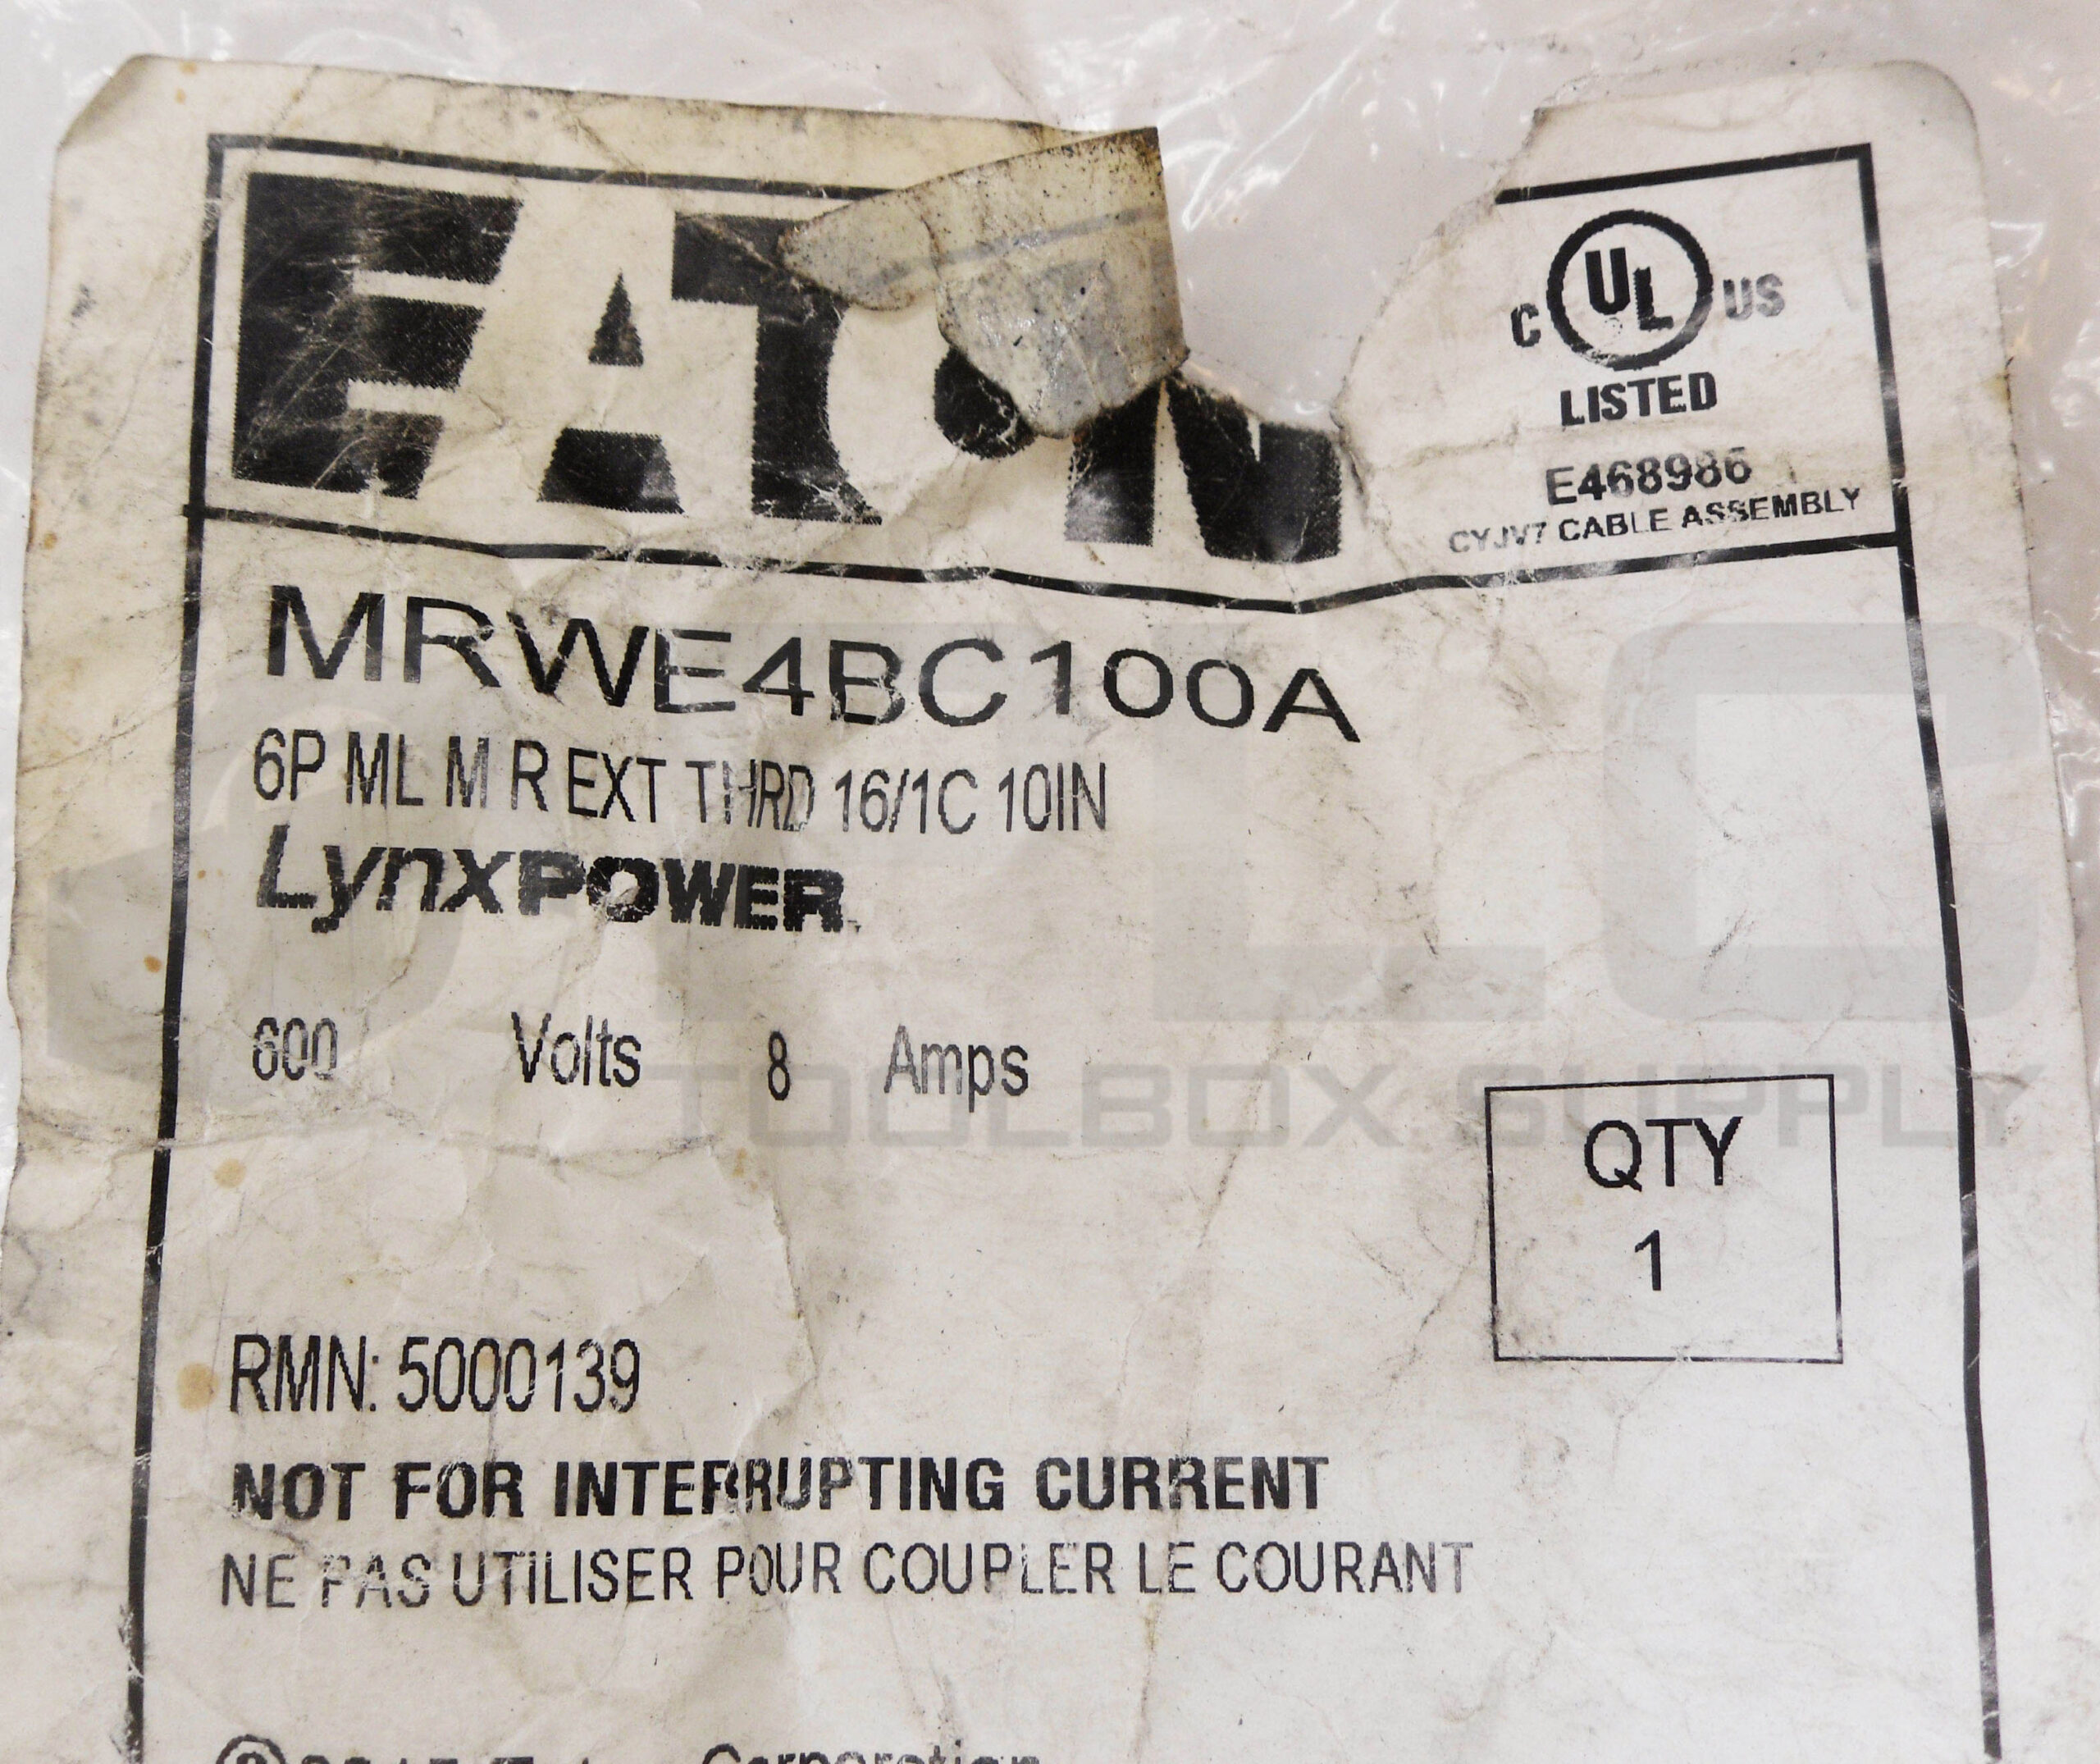 EATON
C UL US
LISTED
E468986
CYJV7 CABLE ASSEMBLY
MRWE4BC100A
6P ML M R EXT THRD 16/1C 10IN
LynxPOWER
600 Volts 8 Amps
TOOLBOX SUPPLY
QTY
1
RMN: 5000139
NOT FOR INTERRUPTING CURRENT
NE PAS UTILISER POUR COUPLER LE COURANT
Corporation